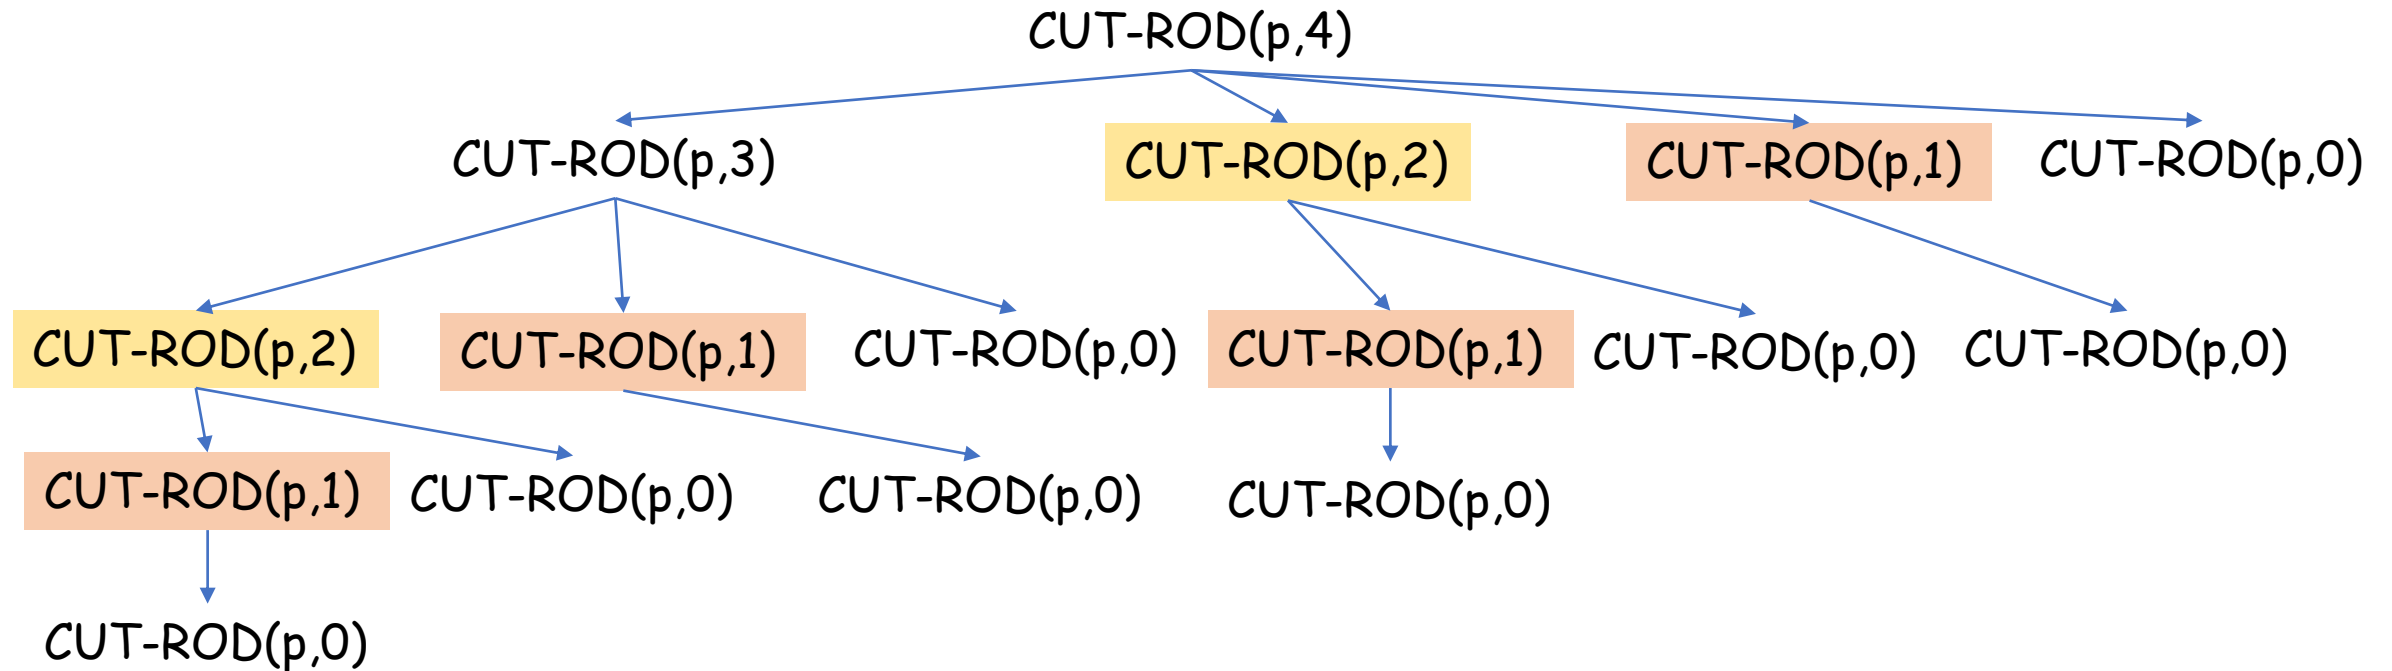 CUT-ROD(p,4)
CUT-ROD(p,3)
CUT-ROD(p,2)
CUT-ROD(p,1)
CUT-ROD(p,0)
CUT-ROD(p,2)
CUT-ROD(p,1)
CUT-ROD(p,0)
CUT-ROD(p,1)
CUT-ROD(p,0)
CUT-ROD(p,0)
CUT-ROD(p,1)
CUT-ROD(p,0)
CUT-ROD(p,0)
CUT-ROD(p,0)
CUT-ROD(p,0)